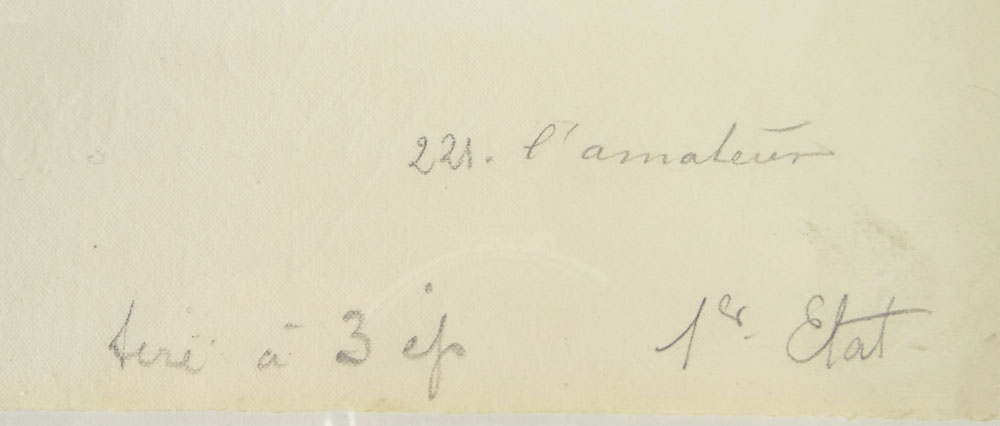 221. l'amateur
tiré à 3 ép
1er Etat